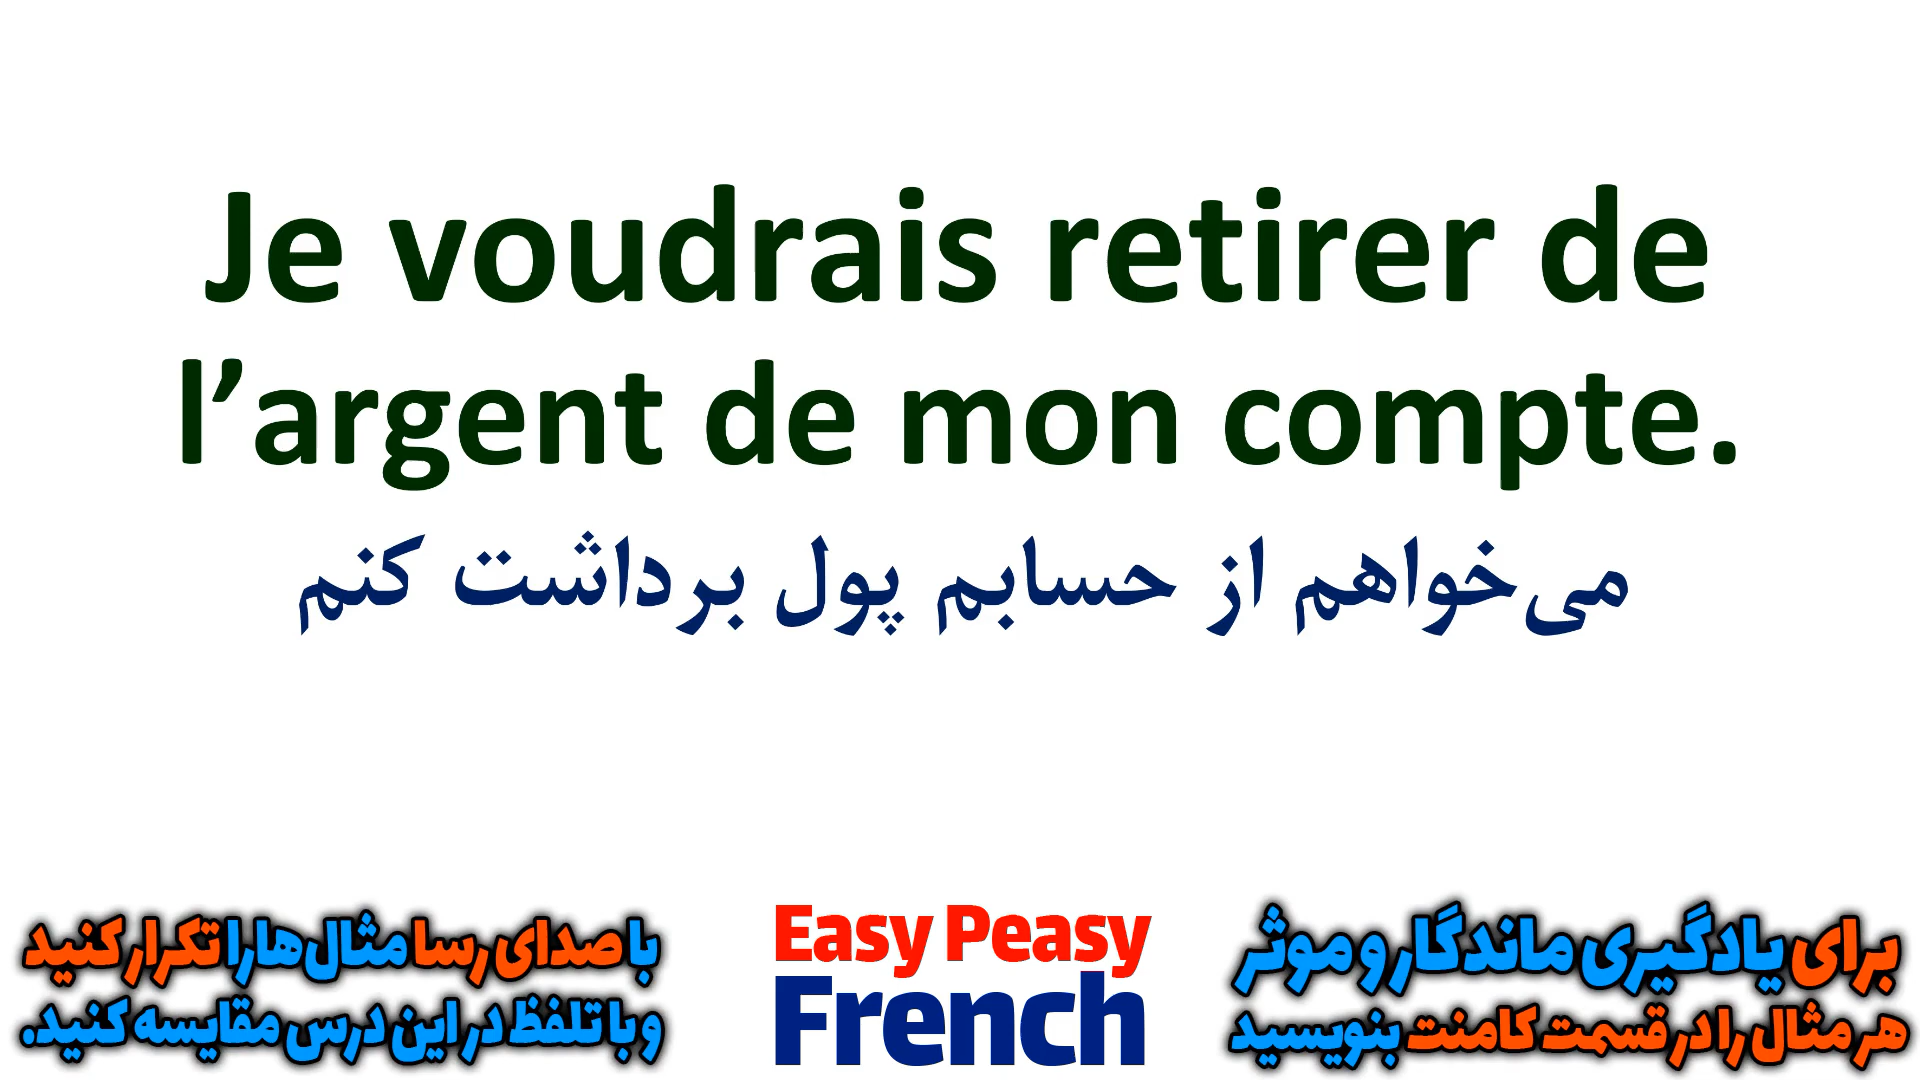 Je voudrais retirer de
l’argent de mon compte.
می‌خواهم از حسابم پول برداشت کنم
برای یادگیری ماندگار و موثر
هر مثال را در قسمت کامنت بنویسید
Easy Peasy
French
با صدای رسا مثال‌ها را تکرار کنید
و با تلفظ در این درس مقایسه کنید.